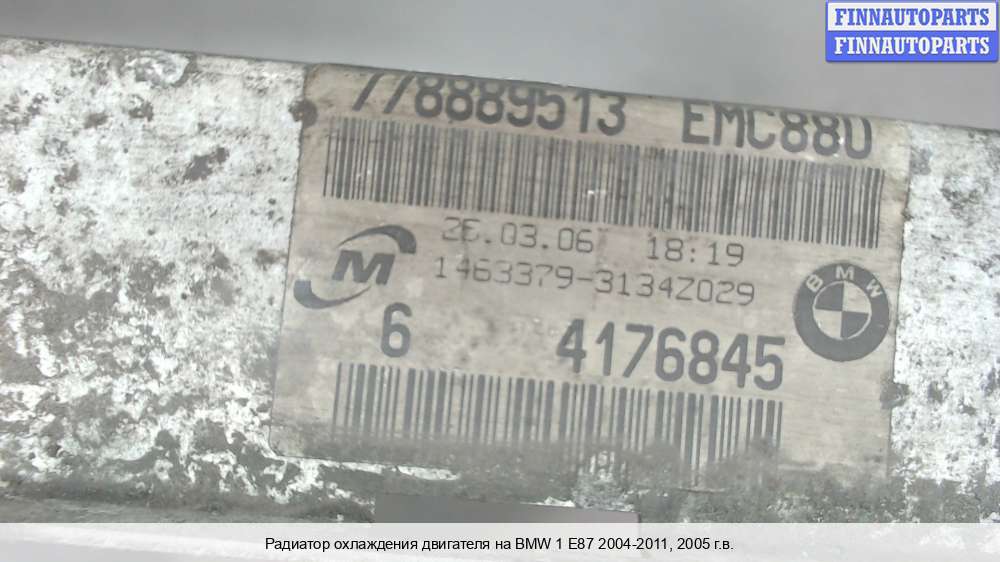 FINNAUTOPARTS
FINNAUTOPARTS
778889513 EMC880
26.03.06 18:19
M
1463379-3134Z029
BMW
6 4176845
Радиатор охлаждения двигателя на BMW 1 E87 2004-2011, 2005 г.в.